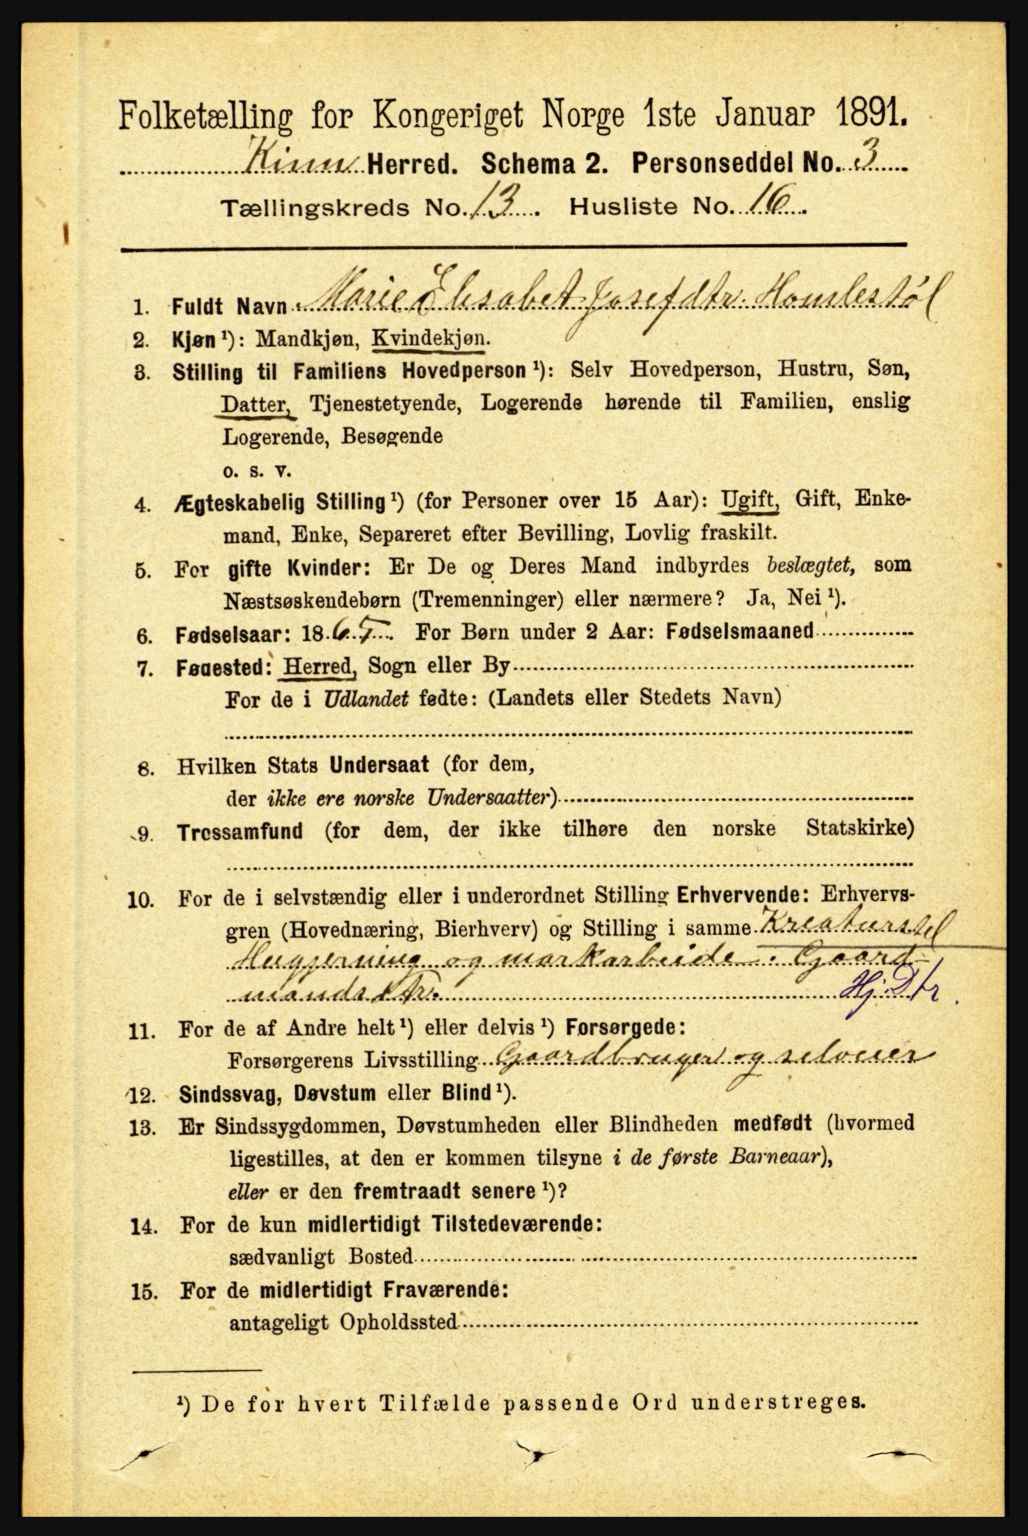 Folketælling for Kongeriget Norge 1ste Januar 1891.
Kinn Herred. Schema 2. Personseddel No. 3
Tællingskreds No. 13. Husliste No. 16.
1. Fuldt Navn Marie Elisabet Josefdtr. Homlestøl
2. Kjøn ¹): Mandkjøn, Kvindekjøn.
3. Stilling til Familiens Hovedperson ¹): Selv Hovedperson, Hustru, Søn,
Datter, Tjenestetyende, Logerende hørende til Familien, enslig
Logerende, Besøgende
o. s. v.
4. Ægteskabelig Stilling ¹) (for Personer over 15 Aar): Ugift, Gift, Enke-
mand, Enke, Separeret efter Bevilling, Lovlig fraskilt.
5. For gifte Kvinder: Er De og Deres Mand indbyrdes beslægtet, som
Næstsøskendebørn (Tremenninger) eller nærmere? Ja, Nei ¹).
6. Fødselsaar: 1865. For Børn under 2 Aar: Fødselsmaaned
7. Fødested: Herred, Sogn eller By
For de i Udlandet fødte: (Landets eller Stedets Navn)
8. Hvilken Stats Undersaat (for dem,
der ikke ere norske Undersaatter)
9. Trossamfund (for dem, der ikke tilhøre den norske Statskirke)
10. For de i selvstændig eller i underordnet Stilling Erhvervende: Erhvervs-
gren (Hovednæring, Bierhverv) og Stilling i samme Kreaturstel
Hugjerning og markarbeide. Gaard-
mandsdtr. Hj. Dtr.
11. For de af Andre helt ¹) eller delvis ¹) Forsørgede:
Forsørgerens Livsstilling Gaardbruger og selveier
12. Sindssvag, Døvstum eller Blind ¹).
13. Er Sindssygdommen, Døvstumheden eller Blindheden medfødt (hvormed
ligestilles, at den er kommen tilsyne i de første Barneaar),
eller er den fremtraadt senere ¹)?
14. For de kun midlertidigt Tilstedeværende:
sædvanligt Bosted
15. For de midlertidigt Fraværende:
antageligt Opholdssted
¹) De for hvert Tilfælde passende Ord understreges.